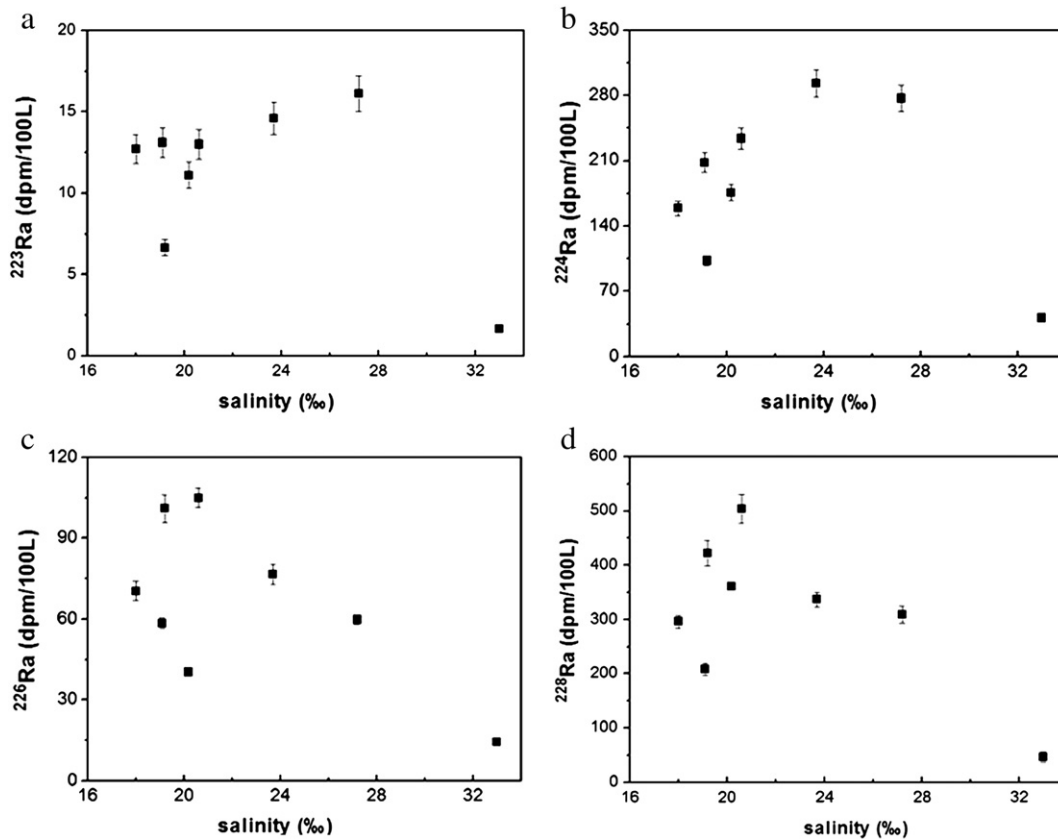 a
20
15
10
5
0
²²³Ra (dpm/100L)
16 20 24 28 32
salinity (‰)
b
350
280
210
140
70
0
²²⁴Ra (dpm/100L)
16 20 24 28 32
salinity (‰)
c
120
90
60
30
0
²²⁶Ra (dpm/100L)
16 20 24 28 32
salinity (‰)
d
600
500
400
300
200
100
0
²²⁸Ra (dpm/100L)
16 20 24 28 32
salinity (‰)